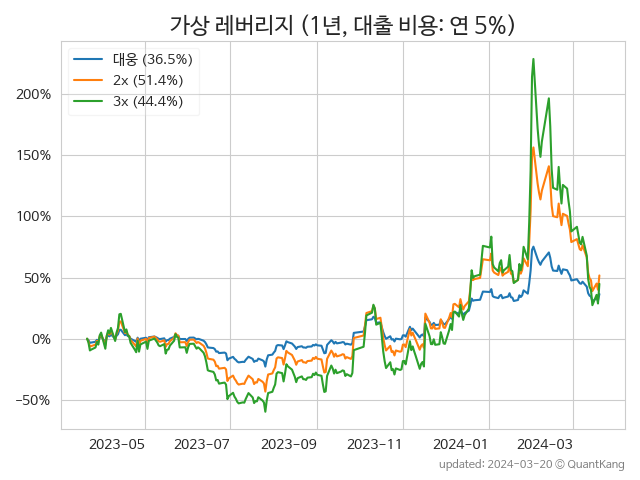 가상 레버리지 (1년, 대출 비용: 연 5%)
대웅 (36.5%)
2x (51.4%)
3x (44.4%)
200%
150%
100%
50%
0%
−50%
2023-05 2023-07 2023-09 2023-11 2024-01 2024-03
updated: 2024-03-20 © QuantKang